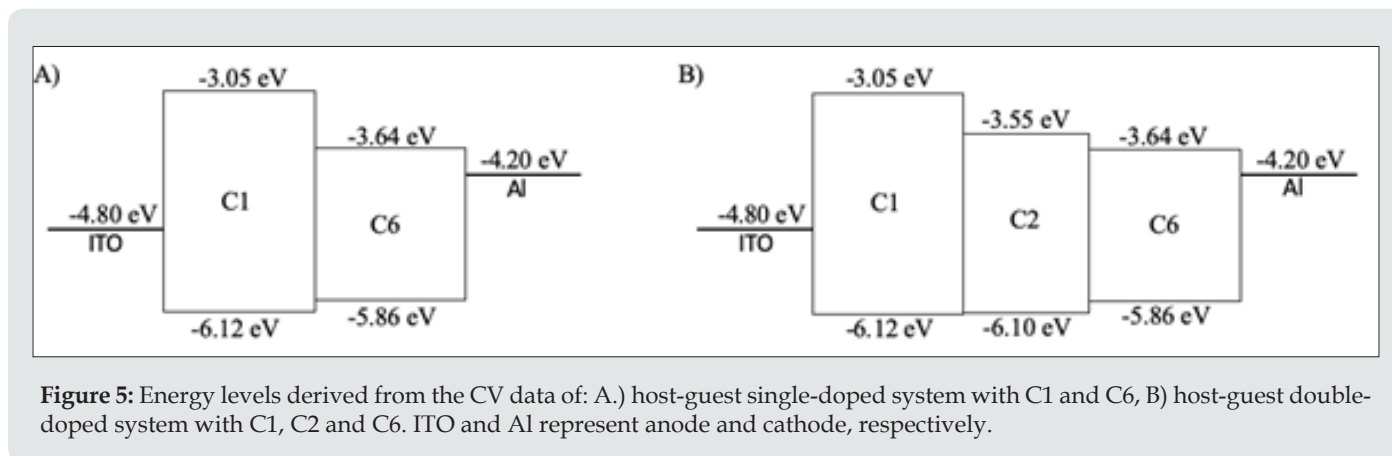 A)
-3.05 eV
-3.64 eV
-4.20 eV
Al
C1
C6
-4.80 eV
ITO
-6.12 eV
-5.86 eV
B)
-3.05 eV
-3.55 eV
-3.64 eV
-4.20 eV
Al
C1
C2
C6
-4.80 eV
ITO
-6.12 eV
-6.10 eV
-5.86 eV
Figure 5: Energy levels derived from the CV data of: A.) host-guest single-doped system with C1 and C6, B) host-guest double-
doped system with C1, C2 and C6. ITO and Al represent anode and cathode, respectively.